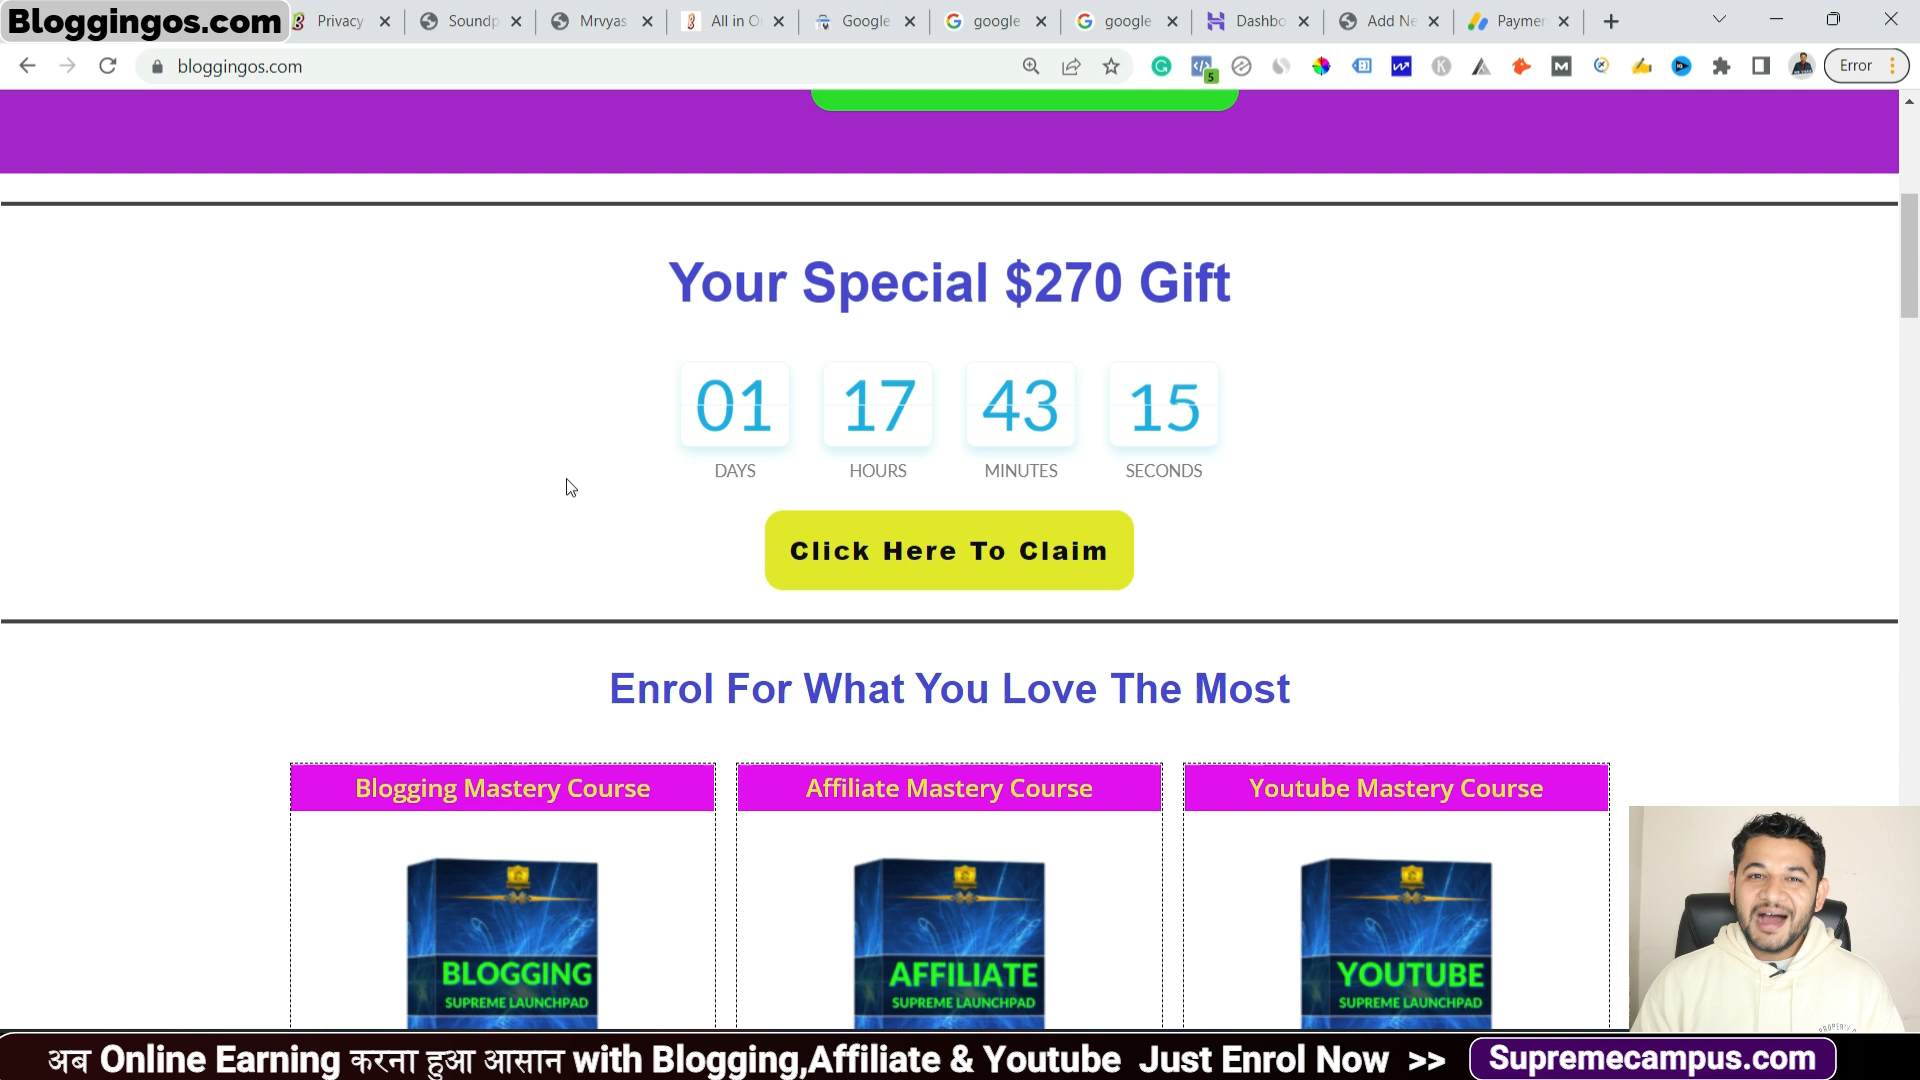 Bloggingos.com
Privacy
Soundp
Mrvyas
All in O
Google
google
google
Dashbo
Add Ne
Paymen
bloggingos.com
5
Error
Your Special $270 Gift
01 17 43 15
DAYS HOURS MINUTES SECONDS
Click Here To Claim
Enrol For What You Love The Most
Blogging Mastery Course
Affiliate Mastery Course
Youtube Mastery Course
BLOGGING
SUPREME LAUNCHPAD
AFFILIATE
SUPREME LAUNCHPAD
YOUTUBE
SUPREME LAUNCHPAD
अब Online Earning करना हुआ आसान with Blogging,Affiliate & Youtube Just Enrol Now >> Supremecampus.com